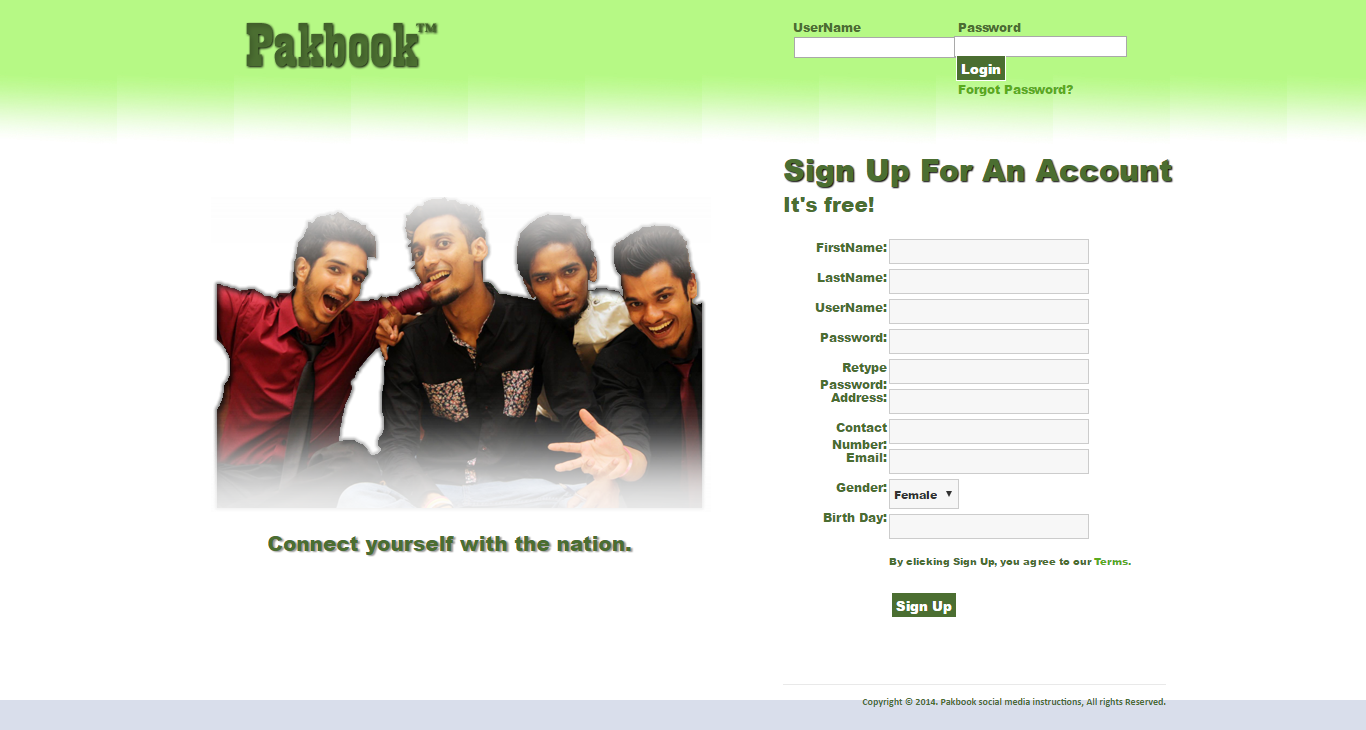 Pakbook™
UserName
Password
Login
Forgot Password?
Sign Up For An Account
It's free!
FirstName:
LastName:
UserName:
Password:
Retype
Password:
Address:
Contact
Number:
Email:
Gender:
Female
Birth Day:
By clicking Sign Up, you agree to our Terms.
Sign Up
Connect yourself with the nation.
Copyright © 2014. Pakbook social media instructions, All rights Reserved.